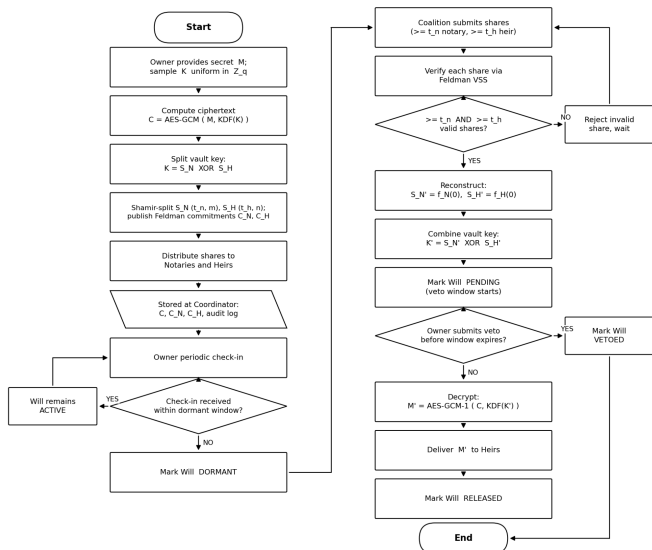 Start
Owner provides secret M;
sample K uniform in Z_q
Compute ciphertext
C = AES-GCM ( M, KDF(K) )
Split vault key:
K = S_N XOR S_H
Shamir-split S_N (t_n, m), S_H (t_h, n);
publish Feldman commitments C_N, C_H
Distribute shares to
Notaries and Heirs
Stored at Coordinator:
C, C_N, C_H, audit log
Owner periodic check-in
Will remains
ACTIVE
YES
Check-in received
within dormant window?
NO
Mark Will DORMANT
Coalition submits shares
(>= t_n notary, >= t_h heir)
Verify each share via
Feldman VSS
>= t_n AND >= t_h
valid shares?
NO
Reject invalid
share, wait
YES
Reconstruct:
S_N' = f_N(0), S_H' = f_H(0)
Combine vault key:
K' = S_N' XOR S_H'
Mark Will PENDING
(veto window starts)
Owner submits veto
before window expires?
YES
Mark Will
VETOED
NO
Decrypt:
M' = AES-GCM-1 ( C, KDF(K') )
Deliver M' to Heirs
Mark Will RELEASED
End